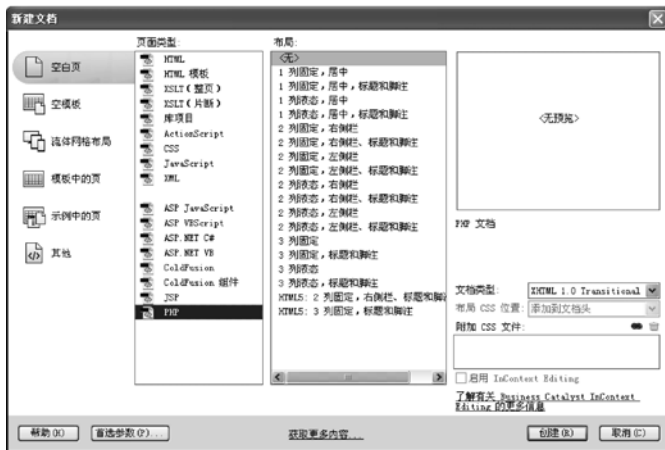 新建文档
页面类型:
布局:
空白页
空模板
流体网格布局
模板中的页
示例中的页
其他
HTML
HTML 模板
XSLT(整页)
XSLT(片断)
库项目
ActionScript
CSS
JavaScript
XML
ASP JavaScript
ASP VBScript
ASP.NET C#
ASP.NET VB
ColdFusion
ColdFusion 组件
JSP
PHP
<无>
1 列固定,居中
1 列固定,居中,标题和脚注
1 列液态,居中
1 列液态,居中,标题和脚注
2 列固定,右侧栏
2 列固定,右侧栏、标题和脚注
2 列固定,左侧栏
2 列固定,左侧栏、标题和脚注
2 列液态,右侧栏
2 列液态,右侧栏、标题和脚注
2 列液态,左侧栏
2 列液态,左侧栏、标题和脚注
3 列固定
3 列固定,标题和脚注
3 列液态
3 列液态,标题和脚注
HTML5: 2 列固定,右侧栏、标题和脚
HTML5: 3 列固定,标题和脚注
<无预览>
PHP 文档
文档类型:
XHTML 1.0 Transitional
布局 CSS 位置:
添加到文档头
附加 CSS 文件:
启用 InContext Editing
了解有关 Business Catalyst InContext
Editing 的更多信息
帮助(H)
首选参数(P)...
获取更多内容...
创建(R)
取消(C)